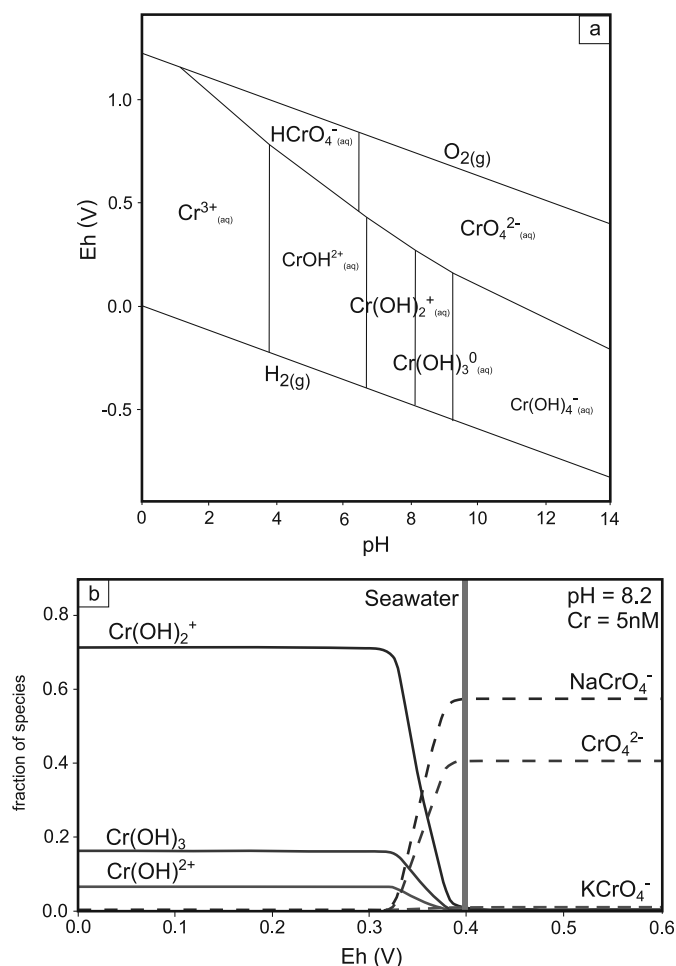 a
1.0
0.5
0.0
-0.5
Eh (V)
O2(g)
HCrO4-(aq)
Cr3+(aq)
CrO42-(aq)
CrOH2+(aq)
Cr(OH)2+(aq)
Cr(OH)30(aq)
H2(g)
Cr(OH)4-(aq)
0 2 4 6 8 10 12 14
pH
b
Seawater
pH = 8.2
Cr = 5nM
0.8
0.6
0.4
0.2
0.0
fraction of species
Cr(OH)2+
NaCrO4-
CrO42-
Cr(OH)3
Cr(OH)2+
KCrO4-
0.0 0.1 0.2 0.3 0.4 0.5 0.6
Eh (V)